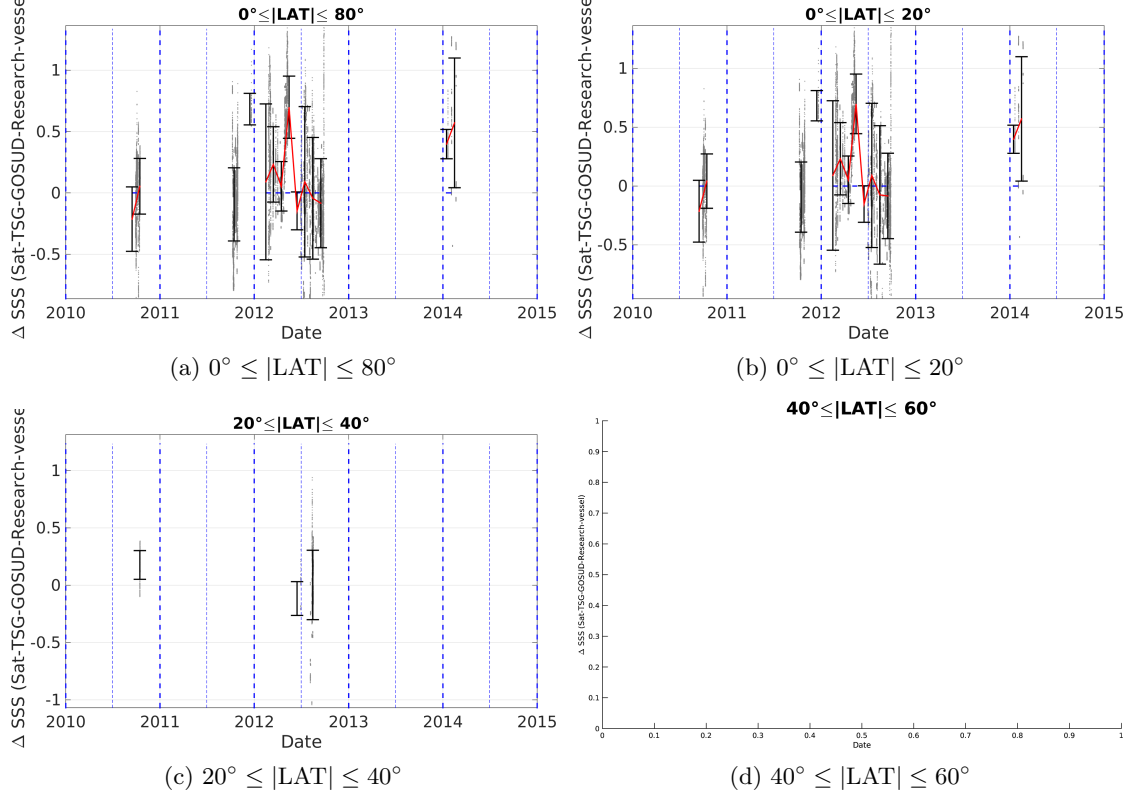 0°≤|LAT|≤ 80°
Δ SSS (Sat-TSG-GOSUD-Research-vessel)
1
0.5
0
-0.5
2010 2011 2012 2013 2014 2015
Date
(a) 0° ≤ |LAT| ≤ 80°
0°≤|LAT|≤ 20°
Δ SSS (Sat-TSG-GOSUD-Research-vessel)
1
0.5
0
-0.5
2010 2011 2012 2013 2014 2015
Date
(b) 0° ≤ |LAT| ≤ 20°
20°≤|LAT|≤ 40°
Δ SSS (Sat-TSG-GOSUD-Research-vesse
1
0.5
0
-0.5
-1
2010 2011 2012 2013 2014 2015
Date
(c) 20° ≤ |LAT| ≤ 40°
40°≤|LAT|≤ 60°
Δ SSS (Sat-TSG-GOSUD-Research-vessel)
1
0.9
0.8
0.7
0.6
0.5
0.4
0.3
0.2
0.1
0
0 0.1 0.2 0.3 0.4 0.5 0.6 0.7 0.8 0.9 1
Date
(d) 40° ≤ |LAT| ≤ 60°